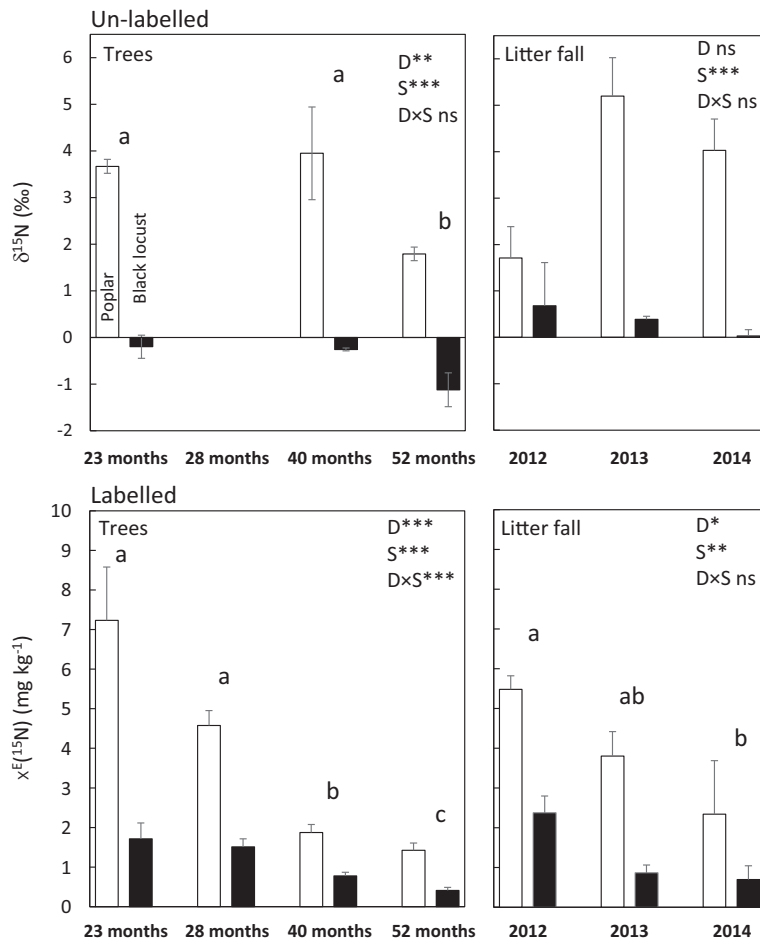 Un-labelled
Trees
D**
S***
D×S ns
a
a
b
Poplar
Black locust
δ¹⁵N (‰)
6
5
4
3
2
1
0
-1
-2
23 months 28 months 40 months 52 months
Litter fall
D ns
S***
D×S ns
2012 2013 2014
Labelled
Trees
D***
S***
D×S***
a
a
b
c
χᴱ(¹⁵N) (mg kg⁻¹)
10
9
8
7
6
5
4
3
2
1
0
23 months 28 months 40 months 52 months
Litter fall
D*
S**
D×S ns
a
ab
b
2012 2013 2014